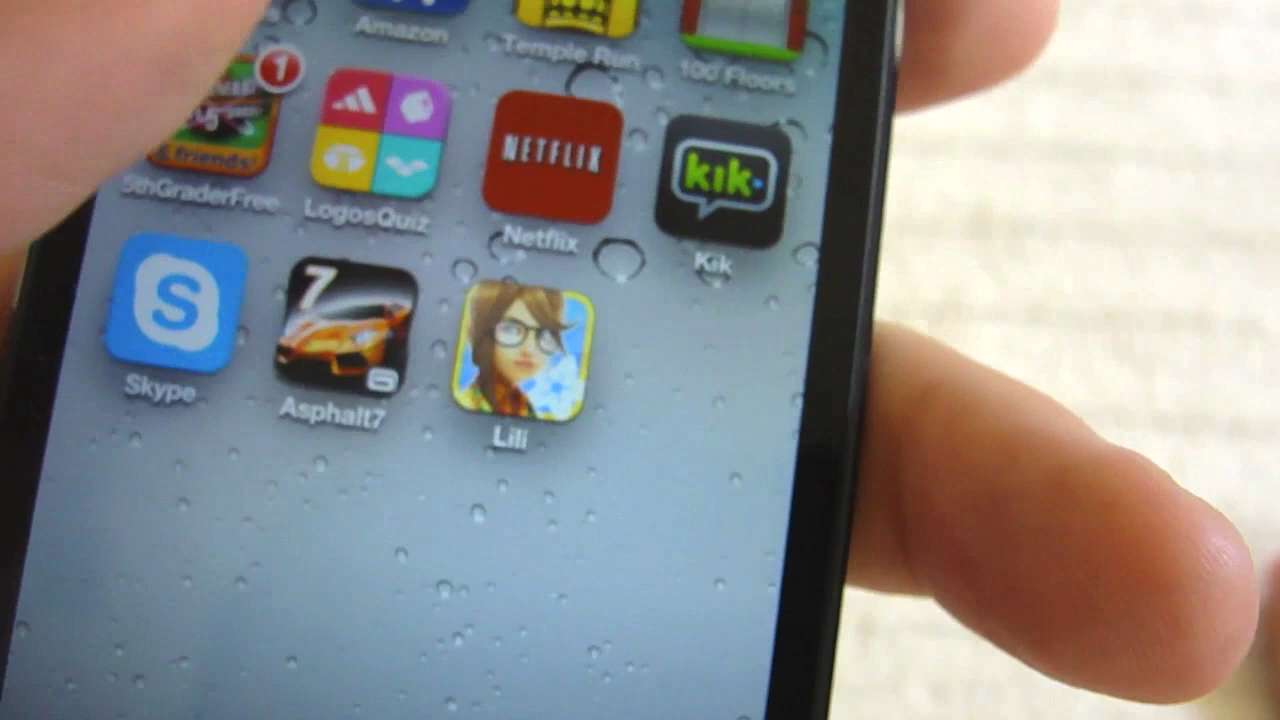 Amazon
Temple Run
100 Floors
1
& friends!
5thGraderFree
LogosQuiz
NETFLIX
Netflix
kik
Kik
S
Skype
7
Asphalt7
Lili